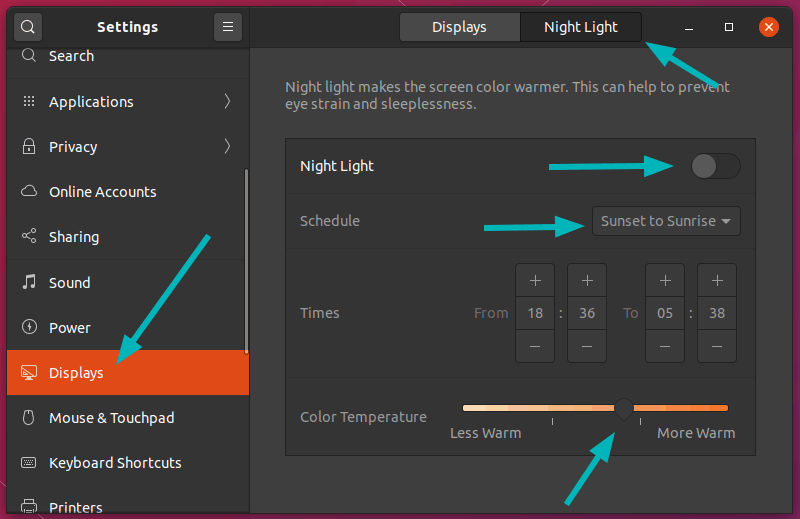 Settings
Displays
Night Light
Search
Applications
Privacy
Online Accounts
Sharing
Sound
Power
Displays
Mouse & Touchpad
Keyboard Shortcuts
Printers
Night light makes the screen color warmer. This can help to prevent
eye strain and sleeplessness.
Night Light
Schedule
Sunset to Sunrise
Times
From
+ + + +
18 : 36 To 05 : 38
− − − −
Color Temperature
Less Warm
More Warm